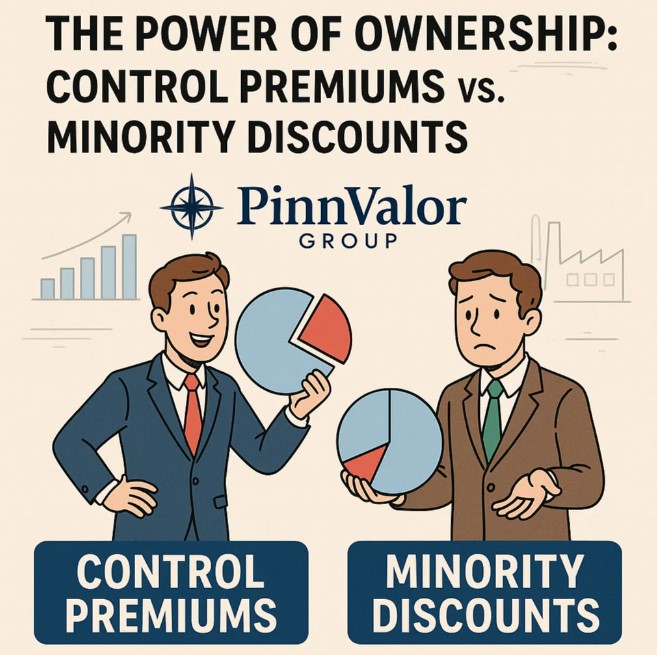 THE POWER OF OWNERSHIP:
CONTROL PREMIUMS VS.
MINORITY DISCOUNTS
PinnValor
GROUP
CONTROL
PREMIUMS
MINORITY
DISCOUNTS